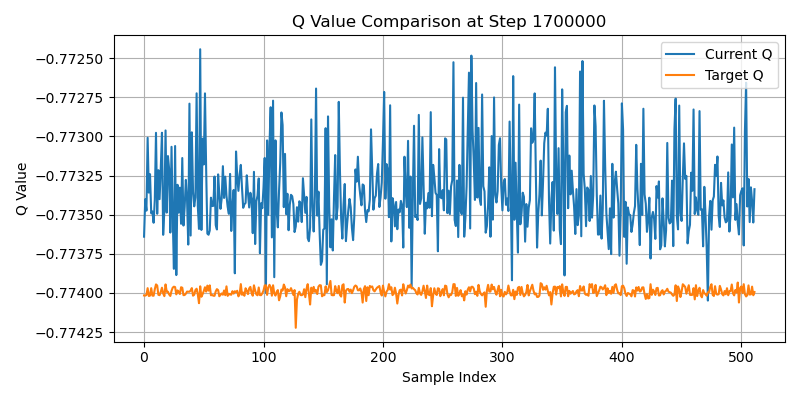 Q Value Comparison at Step 1700000
Q Value
−0.77250
−0.77275
−0.77300
−0.77325
−0.77350
−0.77375
−0.77400
−0.77425
Current Q
Target Q
0 100 200 300 400 500
Sample Index